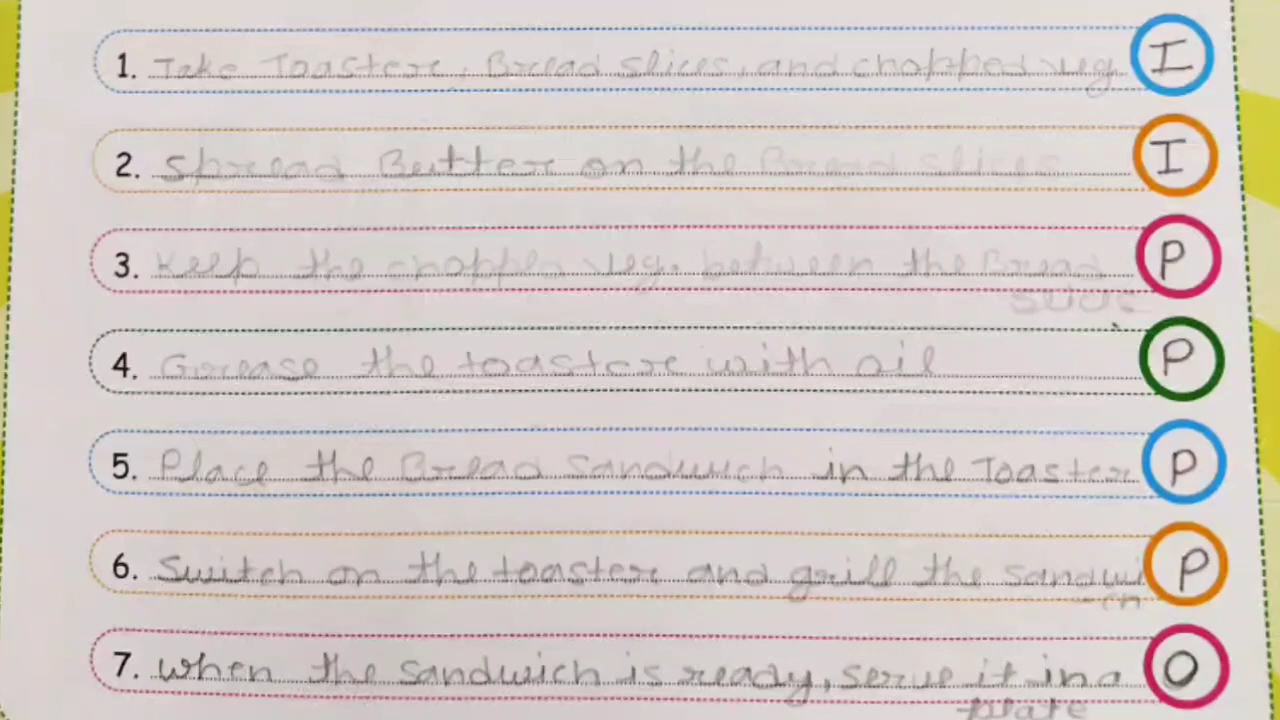 1. Take Toaster, Bread slices, and chopped veg. I
2. Spread Butter on the Bread slices I
3. Keep the chopped veg. between the Bread P
slice
4. Grease the toaster with oil P
5. Place the Bread Sandwich in the Toaster P
6. Switch on the toaster and grill the Sandwi P
-ch
7. When the Sandwich is ready, serve it in a O
plate